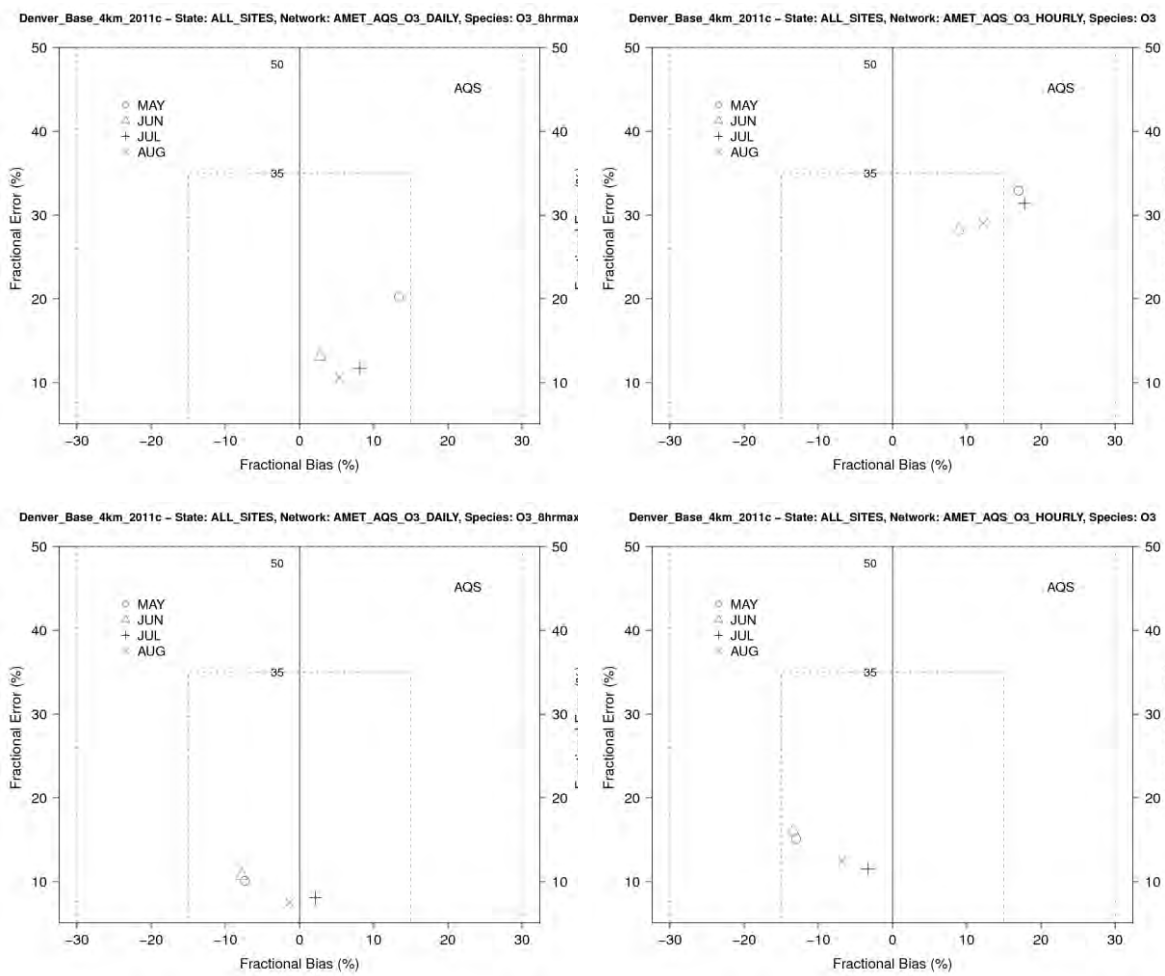 Denver_Base_4km_2011c – State: ALL_SITES, Network: AMET_AQS_O3_DAILY, Species: O3_8hrmax
50
50
50
AQS
MAY
JUN
JUL
AUG
40
40
35
30
30
20
20
10
10
Fractional Error (%)
−30 −20 −10 0 10 20 30
Fractional Bias (%)
Denver_Base_4km_2011c – State: ALL_SITES, Network: AMET_AQS_O3_HOURLY, Species: O3
50
50
50
AQS
MAY
JUN
JUL
AUG
40
40
35
30
30
20
20
10
10
Fractional Error (%)
−30 −20 −10 0 10 20 30
Fractional Bias (%)
Denver_Base_4km_2011c – State: ALL_SITES, Network: AMET_AQS_O3_DAILY, Species: O3_8hrmax
50
50
50
AQS
MAY
JUN
JUL
AUG
40
40
35
30
30
20
20
10
10
Fractional Error (%)
−30 −20 −10 0 10 20 30
Fractional Bias (%)
Denver_Base_4km_2011c – State: ALL_SITES, Network: AMET_AQS_O3_HOURLY, Species: O3
50
50
50
AQS
MAY
JUN
JUL
AUG
40
40
35
30
30
20
20
10
10
Fractional Error (%)
−30 −20 −10 0 10 20 30
Fractional Bias (%)